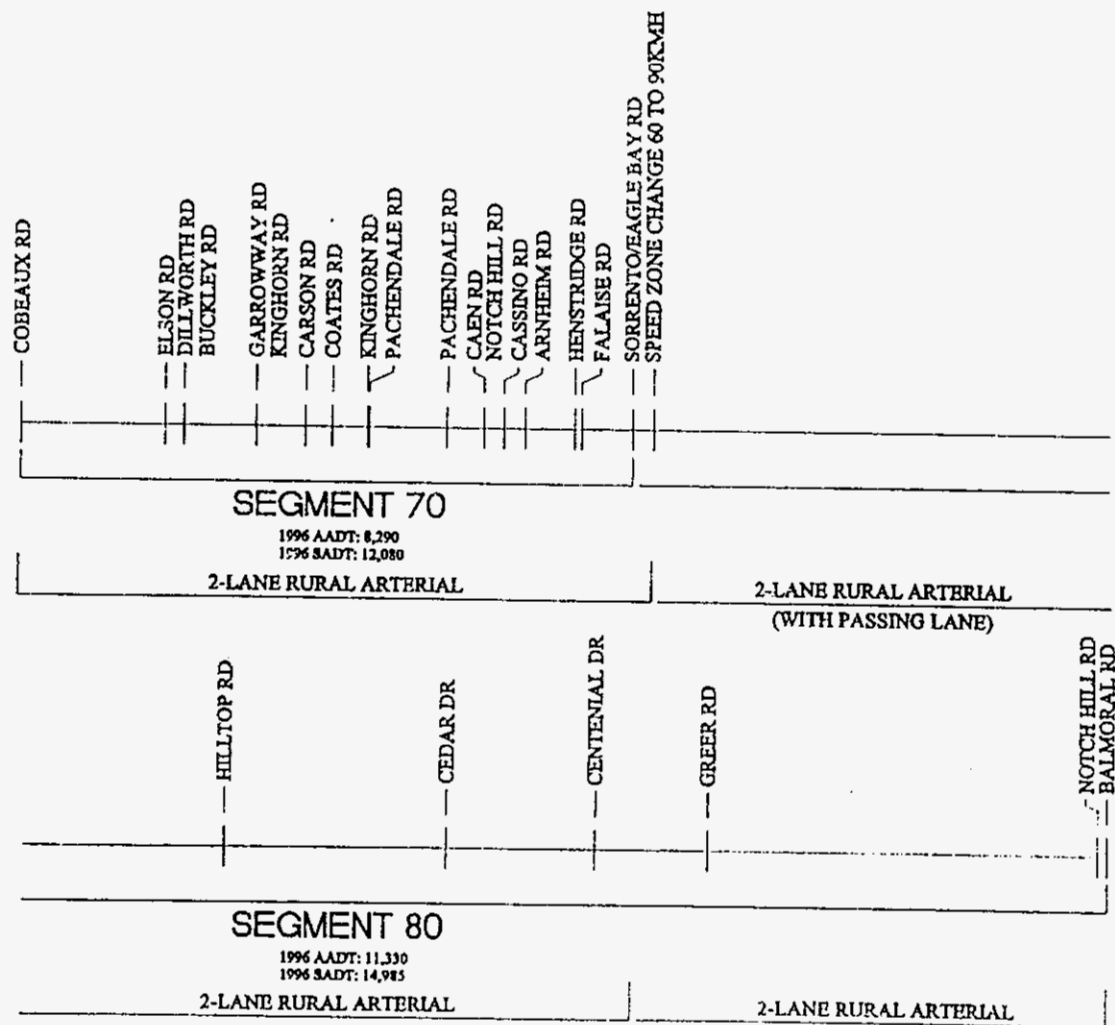 COBEAUX RD
ELSON RD
DILLWORTH RD
BUCKLEY RD
GARROWWAY RD
KINGHORN RD
CARSON RD
COATES RD
KINGHORN RD
PACHENDALE RD
PACHENDALE RD
CAEN RD
NOTCH HILL RD
CASSINO RD
ARNHEIM RD
HENSTRIDGE RD
FALAISE RD
SORRENTO/EAGLE BAY RD
SPEED ZONE CHANGE 60 TO 90KMH
SEGMENT 70
1996 AADT: 8,290
1996 SADT: 12,080
2-LANE RURAL ARTERIAL
2-LANE RURAL ARTERIAL
(WITH PASSING LANE)
HILLTOP RD
CEDAR DR
CENTENIAL DR
GREER RD
NOTCH HILL RD
BALMORAL RD
SEGMENT 80
1996 AADT: 11,330
1996 SADT: 14,985
2-LANE RURAL ARTERIAL
2-LANE RURAL ARTERIAL